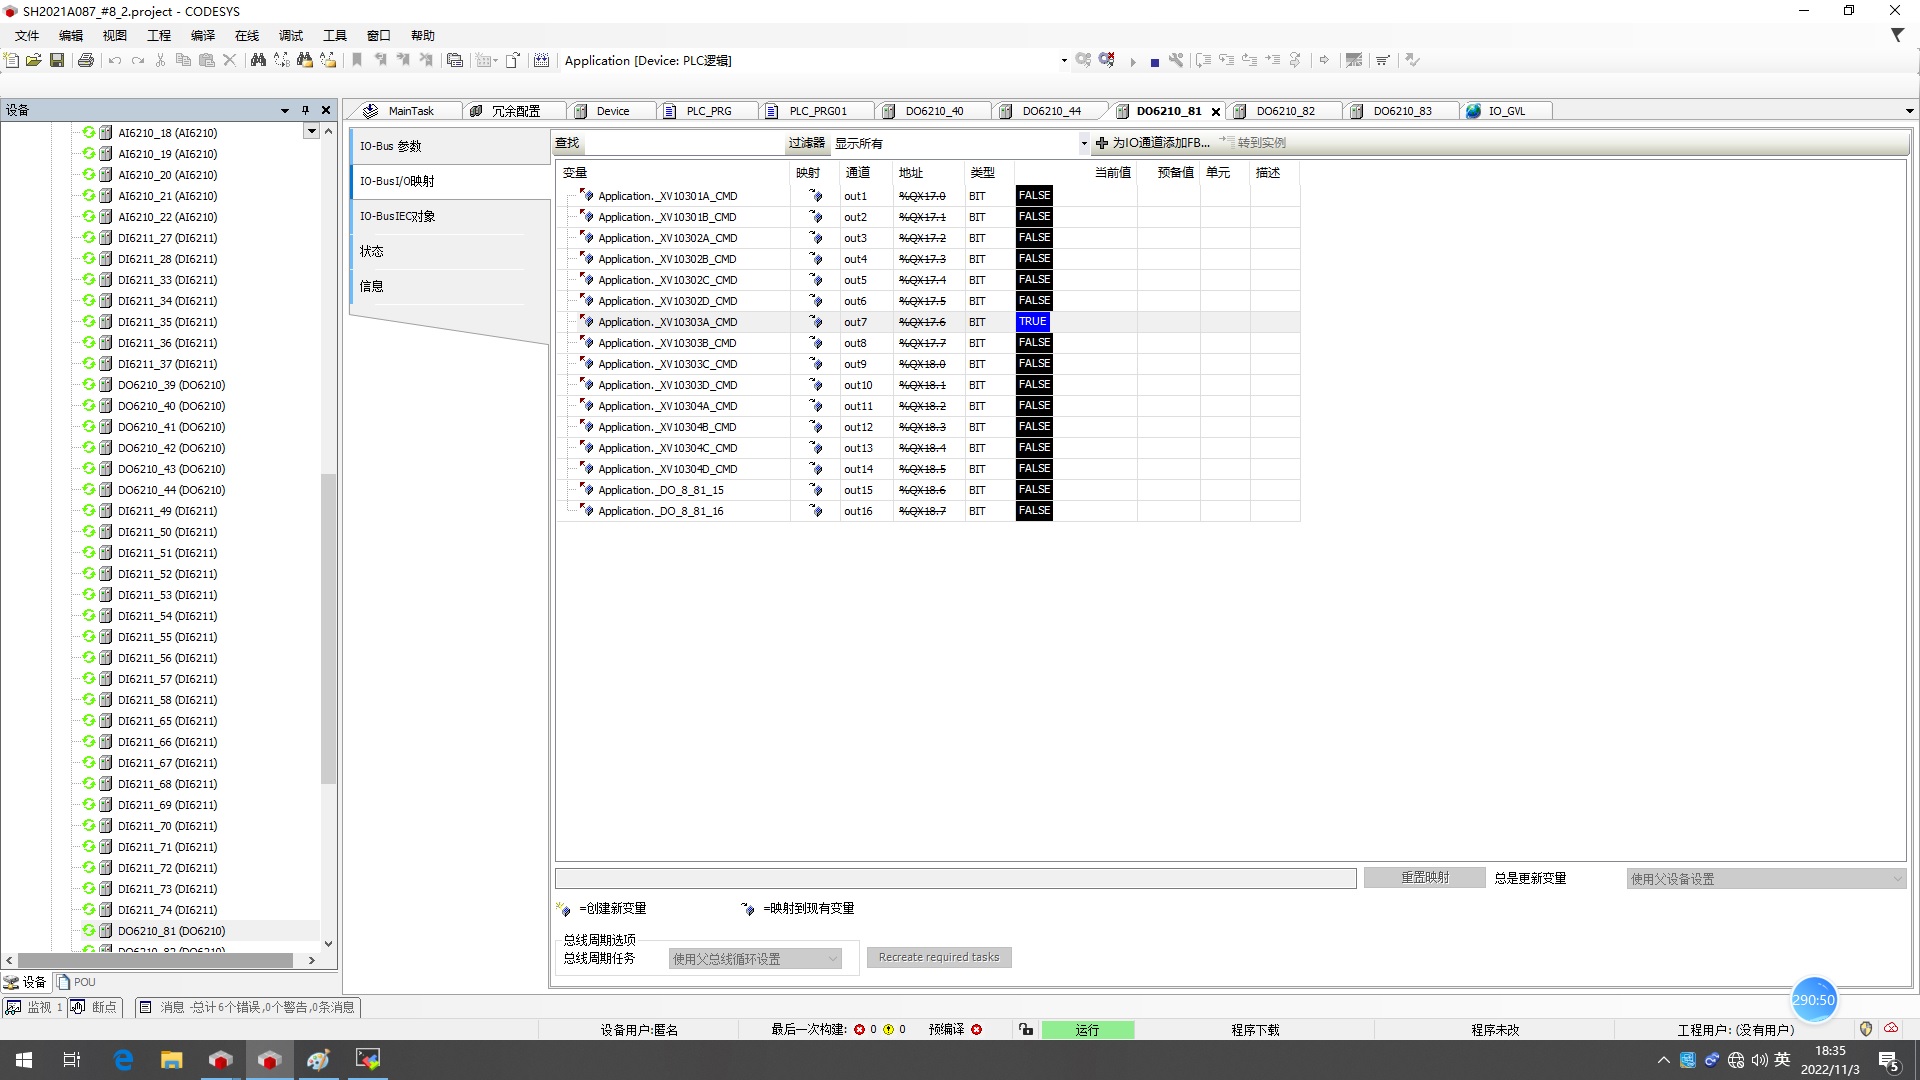 SH2021A087_#8_2.project - CODESYS
文件 编辑 视图 工程 编译 在线 调试 工具 窗口 帮助
Application [Device: PLC逻辑]
设备
MainTask 冗余配置 Device PLC_PRG PLC_PRG01 DO6210_40 DO6210_44 DO6210_81 DO6210_82 DO6210_83 IO_GVL
AI6210_18 (AI6210)
AI6210_19 (AI6210)
AI6210_20 (AI6210)
AI6210_21 (AI6210)
AI6210_22 (AI6210)
DI6211_27 (DI6211)
DI6211_28 (DI6211)
DI6211_33 (DI6211)
DI6211_34 (DI6211)
DI6211_35 (DI6211)
DI6211_36 (DI6211)
DI6211_37 (DI6211)
DO6210_39 (DO6210)
DO6210_40 (DO6210)
DO6210_41 (DO6210)
DO6210_42 (DO6210)
DO6210_43 (DO6210)
DO6210_44 (DO6210)
DI6211_49 (DI6211)
DI6211_50 (DI6211)
DI6211_51 (DI6211)
DI6211_52 (DI6211)
DI6211_53 (DI6211)
DI6211_54 (DI6211)
DI6211_55 (DI6211)
DI6211_56 (DI6211)
DI6211_57 (DI6211)
DI6211_58 (DI6211)
DI6211_65 (DI6211)
DI6211_66 (DI6211)
DI6211_67 (DI6211)
DI6211_68 (DI6211)
DI6211_69 (DI6211)
DI6211_70 (DI6211)
DI6211_71 (DI6211)
DI6211_72 (DI6211)
DI6211_73 (DI6211)
DI6211_74 (DI6211)
DO6210_81 (DO6210)
DO6210_82 (DO6210)
设备 POU
IO-Bus 参数
IO-BusI/O映射
IO-BusIEC对象
状态
信息
查找 过滤器 显示所有 为IO通道添加FB... 转到实例
变量 映射 通道 地址 类型 当前值 预备值 单元 描述
Application._XV10301A_CMD out1 %QX17.0 BIT FALSE
Application._XV10301B_CMD out2 %QX17.1 BIT FALSE
Application._XV10302A_CMD out3 %QX17.2 BIT FALSE
Application._XV10302B_CMD out4 %QX17.3 BIT FALSE
Application._XV10302C_CMD out5 %QX17.4 BIT FALSE
Application._XV10302D_CMD out6 %QX17.5 BIT FALSE
Application._XV10303A_CMD out7 %QX17.6 BIT TRUE
Application._XV10303B_CMD out8 %QX17.7 BIT FALSE
Application._XV10303C_CMD out9 %QX18.0 BIT FALSE
Application._XV10303D_CMD out10 %QX18.1 BIT FALSE
Application._XV10304A_CMD out11 %QX18.2 BIT FALSE
Application._XV10304B_CMD out12 %QX18.3 BIT FALSE
Application._XV10304C_CMD out13 %QX18.4 BIT FALSE
Application._XV10304D_CMD out14 %QX18.5 BIT FALSE
Application._DO_8_81_15 out15 %QX18.6 BIT FALSE
Application._DO_8_81_16 out16 %QX18.7 BIT FALSE
重置映射 总是更新变量 使用父设备设置
=创建新变量 =映射到现有变量
总线周期选项
总线周期任务 使用父总线循环设置 Recreate required tasks
290:50
监视 1 断点 消息 -总计6个错误,0个警告,0条消息
设备用户:匿名 最后一次构建: 0 0 预编译 运行 程序下载 程序未改 工程用户: (没有用户)
英 18:35
2022/11/3
5